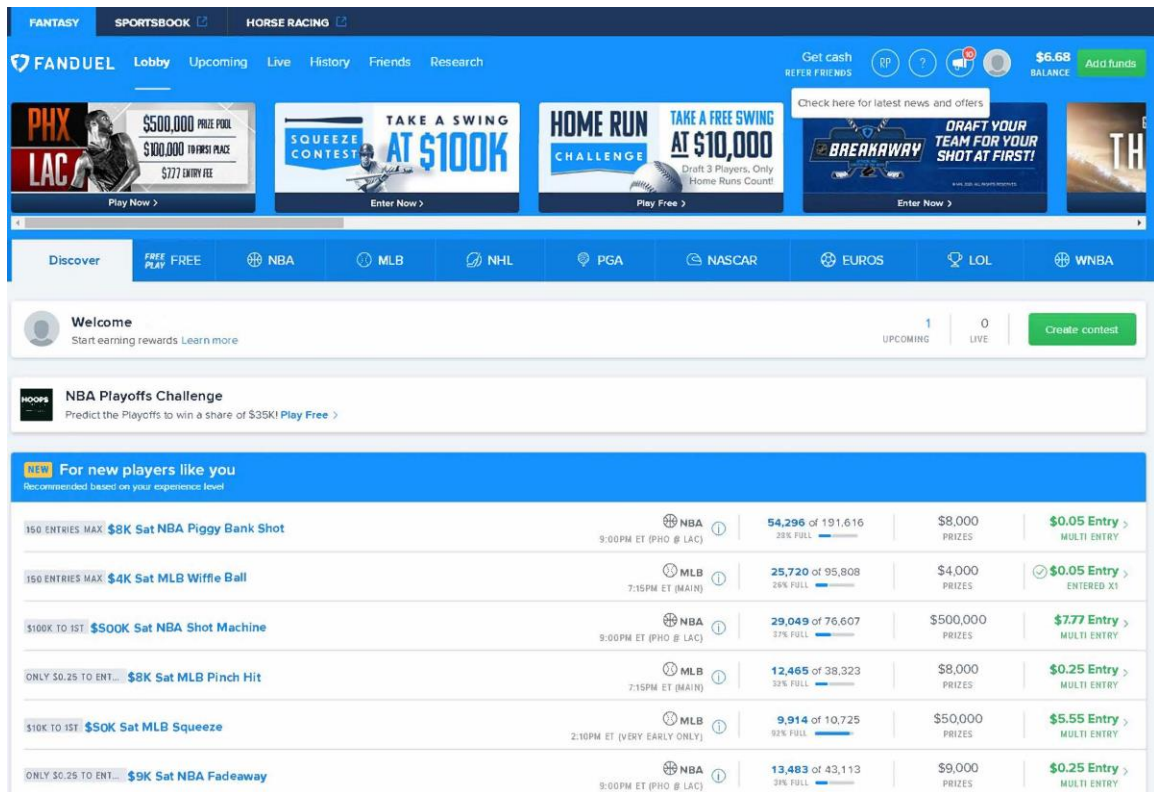 FANTASY SPORTSBOOK HORSE RACING
FANDUEL Lobby Upcoming Live History Friends Research
Get cash
REFER FRIENDS
RP ? 10
$6.68
BALANCE
Add funds
Check here for latest news and offers
PHX
LAC
$500,000 PRIZE POOL
$100,000 TO FIRST PLACE
$7.77 ENTRY FEE
Play Now >
SQUEEZE
CONTEST
TAKE A SWING
AT $100K
Enter Now >
HOME RUN
CHALLENGE
TAKE A FREE SWING
AT $10,000
Draft 3 Players, Only
Home Runs Count!
Play Free >
BREAKAWAY
DRAFT YOUR
TEAM FOR YOUR
SHOT AT FIRST!
Enter Now >
TH
Discover FREE PLAY FREE NBA MLB NHL PGA NASCAR EUROS LOL WNBA
Welcome
Start earning rewards Learn more
1
UPCOMING
0
LIVE
Create contest
HOOPS
NBA Playoffs Challenge
Predict the Playoffs to win a share of $35K! Play Free >
NEW For new players like you
Recommended based on your experience level
150 ENTRIES MAX $8K Sat NBA Piggy Bank Shot
NBA
9:00PM ET (PHO @ LAC)
54,296 of 191,616
28% FULL
$8,000
PRIZES
$0.05 Entry >
MULTI ENTRY
150 ENTRIES MAX $4K Sat MLB Wiffle Ball
MLB
7:15PM ET (MAIN)
25,720 of 95,808
26% FULL
$4,000
PRIZES
$0.05 Entry >
ENTERED X1
$100K TO 1ST $500K Sat NBA Shot Machine
NBA
9:00PM ET (PHO @ LAC)
29,049 of 76,607
37% FULL
$500,000
PRIZES
$7.77 Entry >
MULTI ENTRY
ONLY $0.25 TO ENT... $8K Sat MLB Pinch Hit
MLB
7:15PM ET (MAIN)
12,465 of 38,323
32% FULL
$8,000
PRIZES
$0.25 Entry >
MULTI ENTRY
$10K TO 1ST $50K Sat MLB Squeeze
MLB
2:10PM ET (VERY EARLY ONLY)
9,914 of 10,725
92% FULL
$50,000
PRIZES
$5.55 Entry >
MULTI ENTRY
ONLY $0.25 TO ENT... $9K Sat NBA Fadeaway
NBA
9:00PM ET (PHO @ LAC)
13,483 of 43,113
31% FULL
$9,000
PRIZES
$0.25 Entry >
MULTI ENTRY